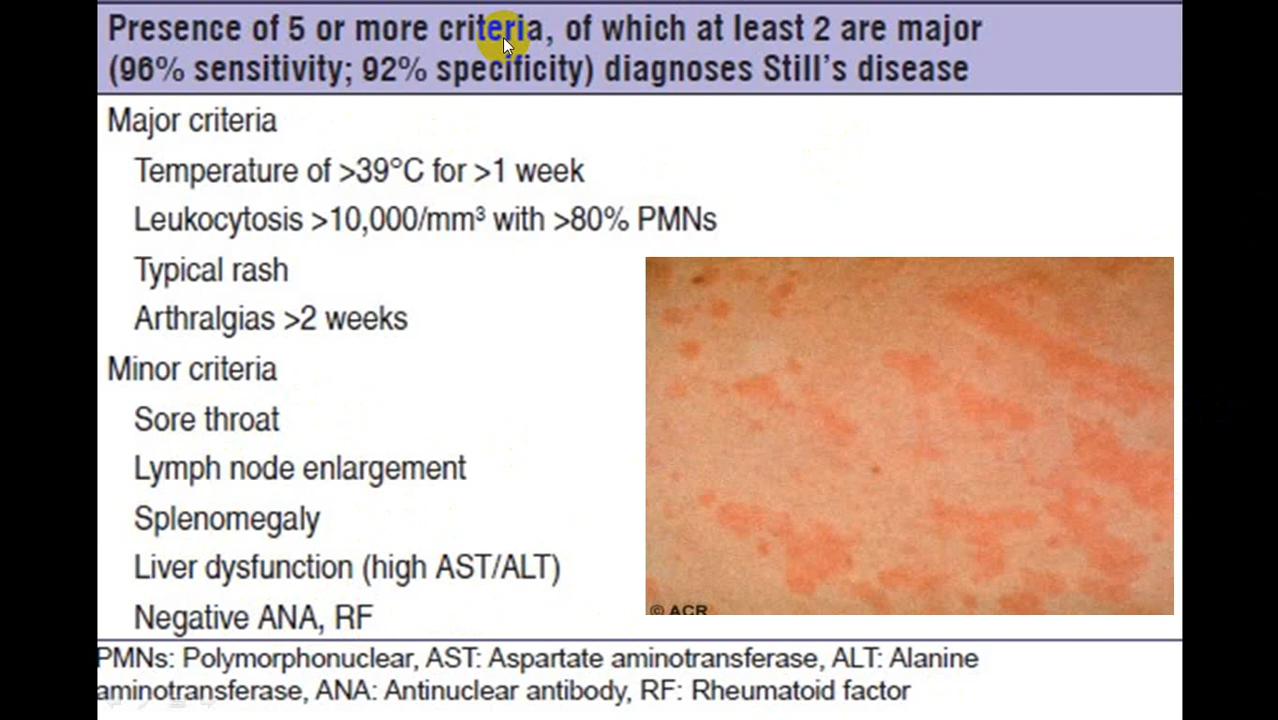 Presence of 5 or more criteria, of which at least 2 are major
(96% sensitivity; 92% specificity) diagnoses Still's disease
Major criteria
Temperature of >39°C for >1 week
Leukocytosis >10,000/mm³ with >80% PMNs
Typical rash
Arthralgias >2 weeks
Minor criteria
Sore throat
Lymph node enlargement
Splenomegaly
Liver dysfunction (high AST/ALT)
Negative ANA, RF
© ACR
PMNs: Polymorphonuclear, AST: Aspartate aminotransferase, ALT: Alanine
aminotransferase, ANA: Antinuclear antibody, RF: Rheumatoid factor